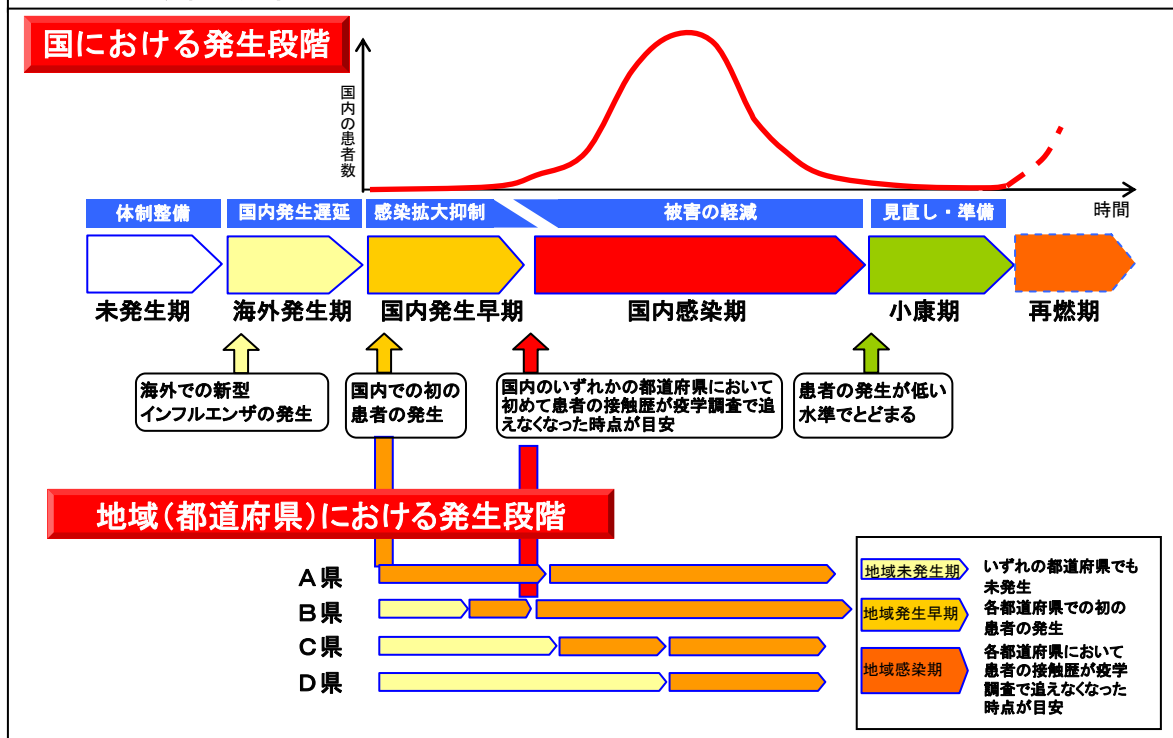 国における発生段階
国内の患者数
時間
体制整備
国内発生遅延
感染拡大抑制
被害の軽減
見直し・準備
未発生期
海外発生期
国内発生早期
国内感染期
小康期
再燃期
海外での新型
インフルエンザの発生
国内での初の
患者の発生
国内のいずれかの都道府県において
初めて患者の接触歴が疫学調査で追
えなくなった時点が目安
患者の発生が低い
水準でとどまる
地域(都道府県)における発生段階
A県
B県
C県
D県
地域未発生期
いずれの都道府県でも
未発生
地域発生早期
各都道府県での初の
患者の発生
地域感染期
各都道府県において
患者の接触歴が疫学
調査で追えなくなった
時点が目安